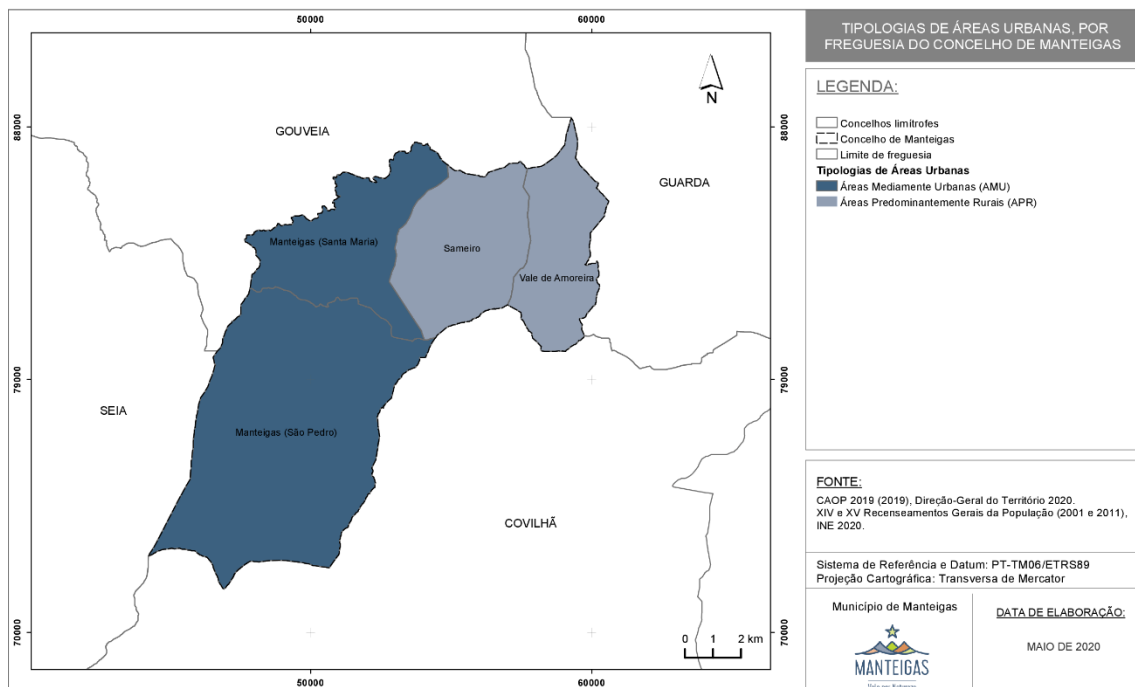 50000
60000
88000
88000
79000
79000
70000
70000
50000
60000
GOUVEIA
GUARDA
SEIA
COVILHÃ
Manteigas (Santa Maria)
Sameiro
Vale de Amoreira
Manteigas (São Pedro)
N
0 1 2 km
TIPOLOGIAS DE ÁREAS URBANAS, POR
FREGUESIA DO CONCELHO DE MANTEIGAS
LEGENDA:
Concelhos limítrofes
Concelho de Manteigas
Limite de freguesia
Tipologias de Áreas Urbanas
Áreas Mediamente Urbanas (AMU)
Áreas Predominantemente Rurais (APR)
FONTE:
CAOP 2019 (2019), Direção-Geral do Território 2020.
XIV e XV Recenseamentos Gerais da População (2001 e 2011),
INE 2020.
Sistema de Referência e Datum: PT-TM06/ETRS89
Projeção Cartográfica: Transversa de Mercator
Município de Manteigas
MANTEIGAS
DATA DE ELABORAÇÃO:
MAIO DE 2020